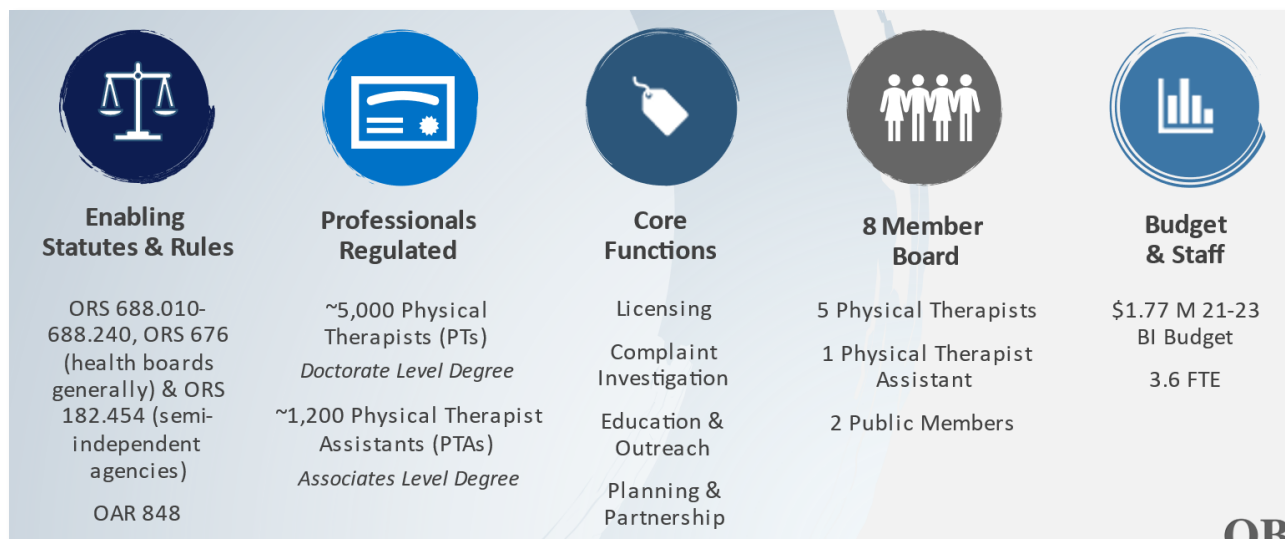 Enabling
Statutes & Rules
ORS 688.010-
688.240, ORS 676
(health boards
generally) & ORS
182.454 (semi-
independent
agencies)
OAR 848
Professionals
Regulated
~5,000 Physical
Therapists (PTs)
Doctorate Level Degree
~1,200 Physical Therapist
Assistants (PTAs)
Associates Level Degree
Core
Functions
Licensing
Complaint
Investigation
Education &
Outreach
Planning &
Partnership
8 Member
Board
5 Physical Therapists
1 Physical Therapist
Assistant
2 Public Members
Budget
& Staff
$1.77 M 21-23
BI Budget
3.6 FTE